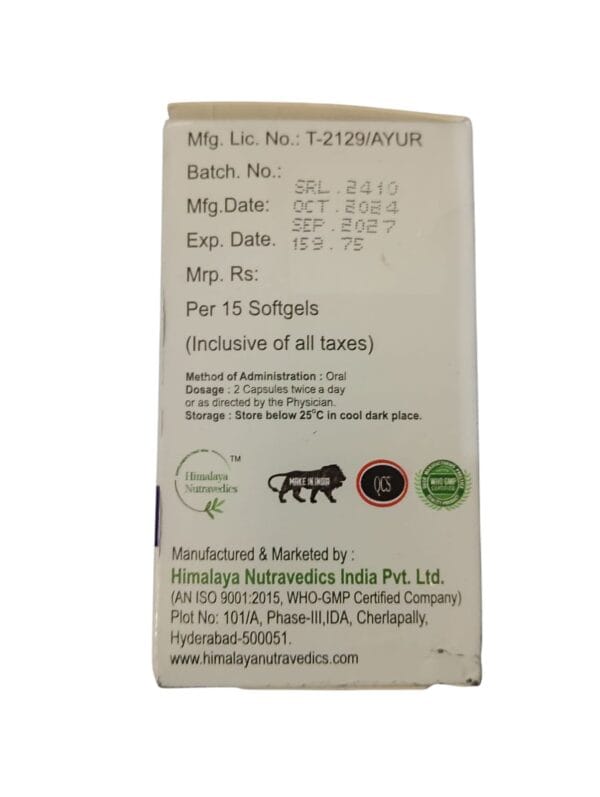 Mfg. Lic. No.: T-2129/AYUR
Batch. No.:
SRL.2410
Mfg.Date:
OCT.2024
SEP.2027
Exp. Date.
159.75
Mrp. Rs:
Per 15 Softgels
(Inclusive of all taxes)
Method of Administration : Oral
Dosage : 2 Capsules twice a day
or as directed by the Physician.
Storage : Store below 25°C in cool dark place.
TM
Himalaya
Nutravedics
MAKE IN INDIA
QCS
WHO GMP
CERTIFIED
Manufactured & Marketed by :
Himalaya Nutravedics India Pvt. Ltd.
(AN ISO 9001:2015, WHO-GMP Certified Company)
Plot No: 101/A, Phase-III,IDA, Cherlapally,
Hyderabad-500051.
www.himalayanutravedics.com